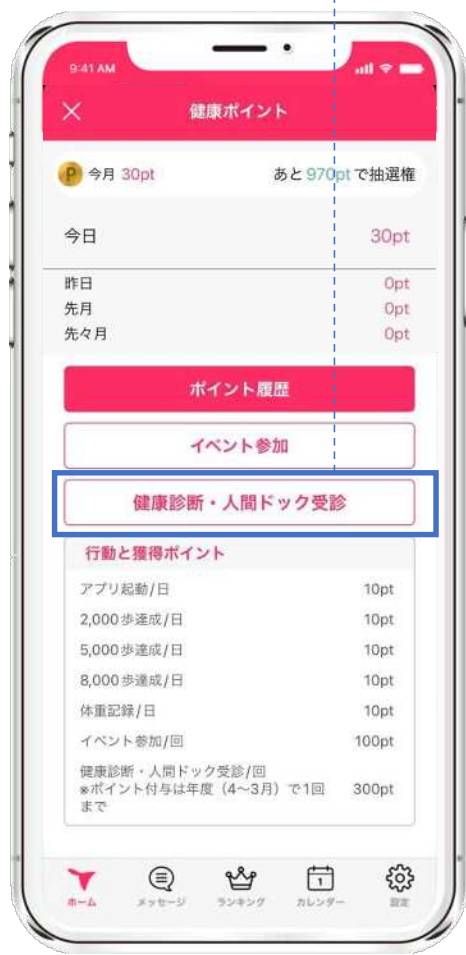 9:41 AM
健康ポイント
P 今月 30pt あと 970pt で抽選権
今日 30pt
昨日 0pt
先月 0pt
先々月 0pt
ポイント履歴
イベント参加
健康診断・人間ドック受診
行動と獲得ポイント
アプリ起動/日 10pt
2,000歩達成/日 10pt
5,000歩達成/日 10pt
8,000歩達成/日 10pt
体重記録/日 10pt
イベント参加/回 100pt
健康診断・人間ドック受診/回
※ポイント付与は年度（4〜3月）で1回 300pt
まで
1
ホーム メッセージ ランキング カレンダー 設定